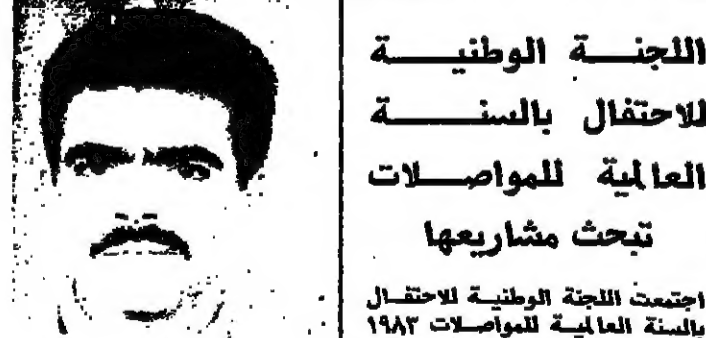 اللجنة الوطنية
للاحتفال بالسنة
العالمية للمواصلات
تبحث مشاريعها
اجتمعت اللجنة الوطنية للاحتفال
بالسنة العالمية للمواصلات ١٩٨٣